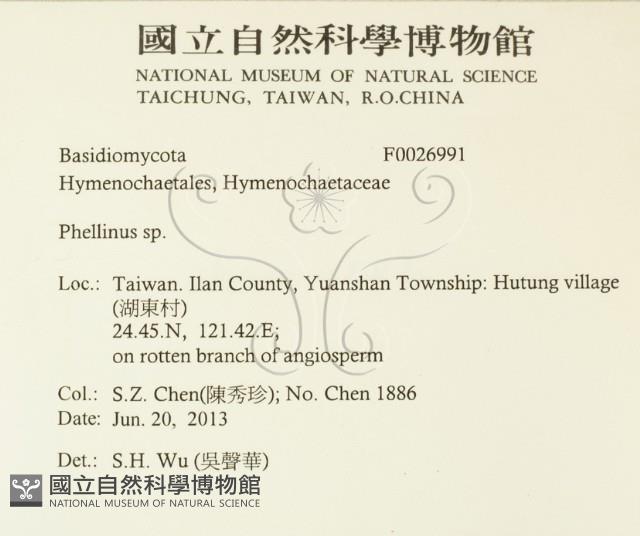 國立自然科學博物館
NATIONAL MUSEUM OF NATURAL SCIENCE
TAICHUNG, TAIWAN, R.O.CHINA
Basidiomycota F0026991
Hymenochaetales, Hymenochaetaceae
Phellinus sp.
Loc.: Taiwan. Ilan County, Yuanshan Township: Hutung village
(湖東村)
24.45.N, 121.42.E;
on rotten branch of angiosperm
Col.: S.Z. Chen(陳秀珍); No. Chen 1886
Date: Jun. 20, 2013
Det.: S.H. Wu (吳聲華)
國立自然科學博物館
NATIONAL MUSEUM OF NATURAL SCIENCE